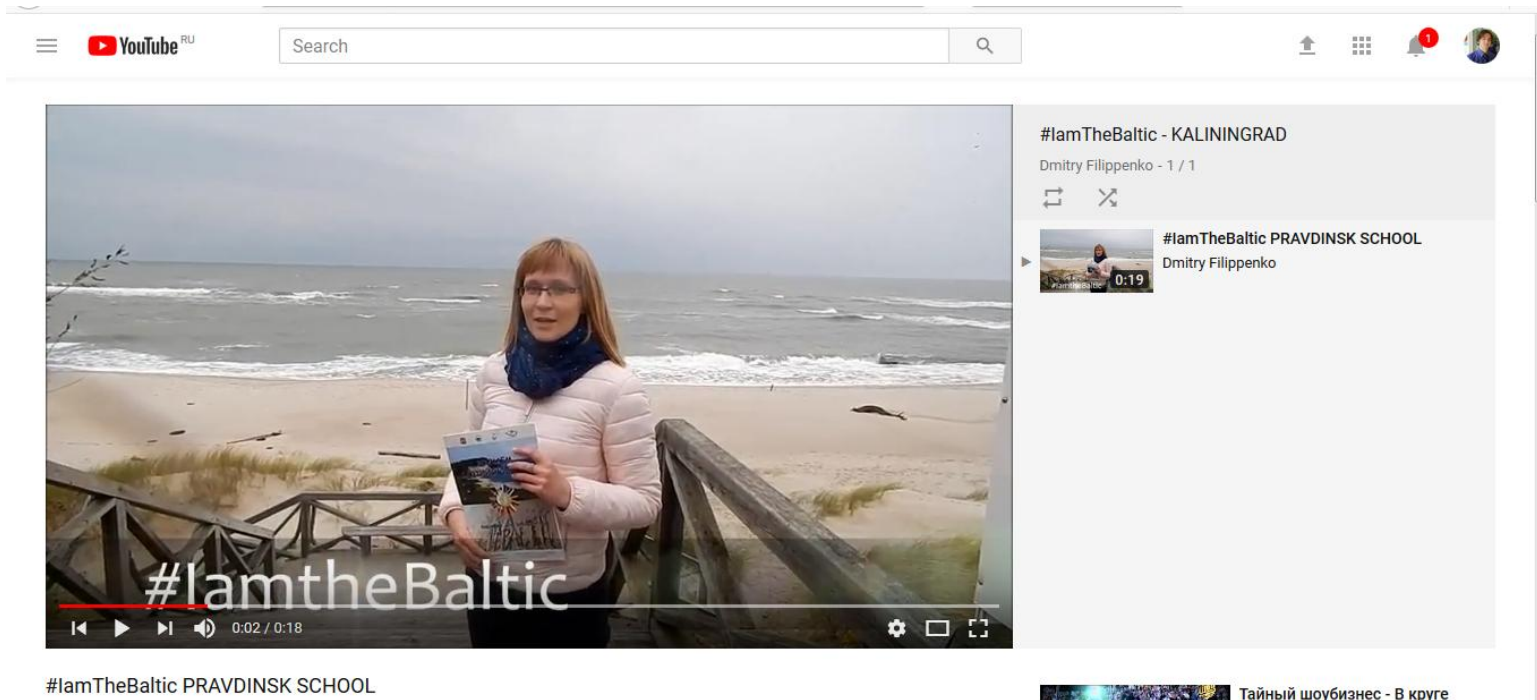 YouTube RU
Search
1
#IamTheBaltic - KALININGRAD
Dmitry Filippenko - 1 / 1
#IamTheBaltic PRAVDINSK SCHOOL
Dmitry Filippenko
0:19
#IamtheBaltic
#IamtheBaltic
0:02 / 0:18
#IamTheBaltic PRAVDINSK SCHOOL
Тайный шоубизнес - В круге